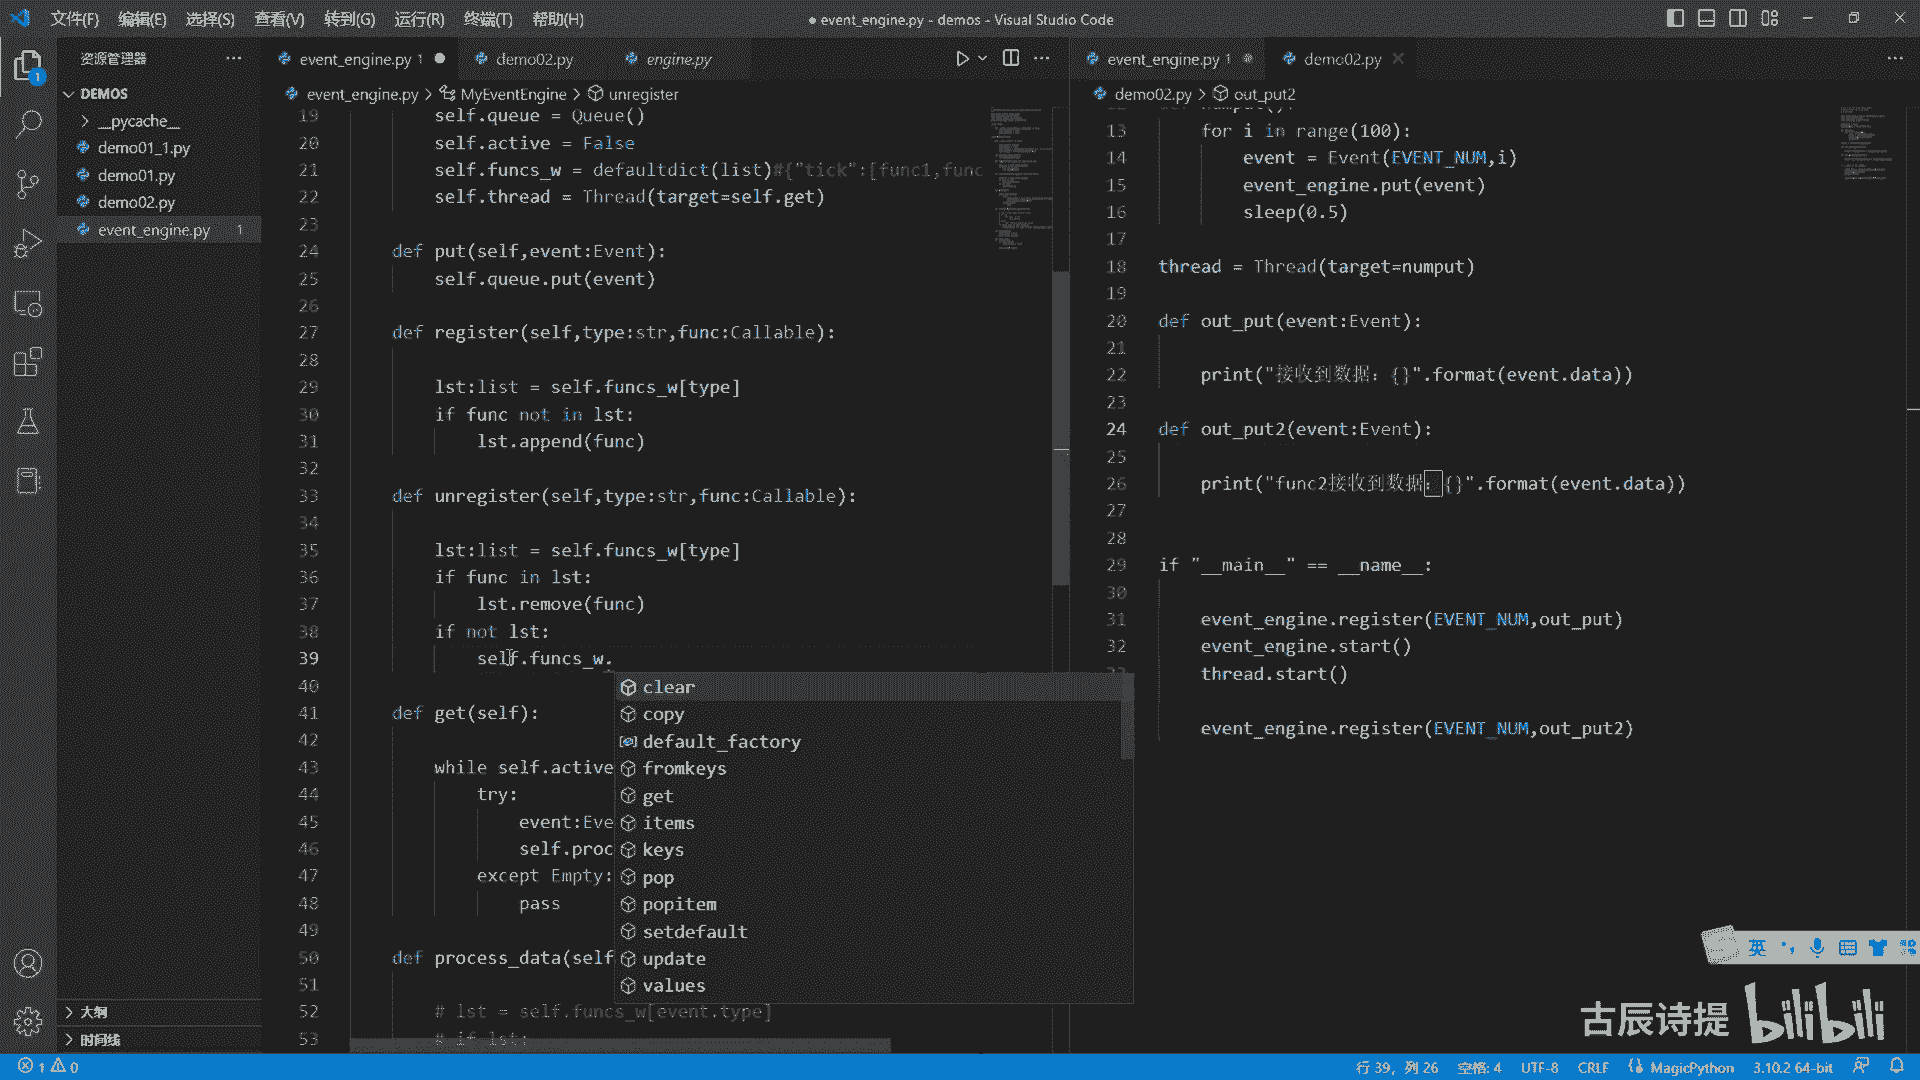 文件(F) 编辑(E) 选择(S) 查看(V) 转到(G) 运行(R) 终端(T) 帮助(H)
● event_engine.py - demos - Visual Studio Code
资源管理器
DEMOS
__pycache__
demo01_1.py
demo01.py
demo02.py
event_engine.py 1
大纲
时间线
event_engine.py 1
demo02.py
engine.py
event_engine.py > MyEventEngine > unregister
19 self.queue = Queue()
20 self.active = False
21 self.funcs_w = defaultdict(list)#{"tick":[func1,func
22 self.thread = Thread(target=self.get)
23
24 def put(self,event:Event):
25 self.queue.put(event)
26
27 def register(self,type:str,func:Callable):
28
29 lst:list = self.funcs_w[type]
30 if func not in lst:
31 lst.append(func)
32
33 def unregister(self,type:str,func:Callable):
34
35 lst:list = self.funcs_w[type]
36 if func in lst:
37 lst.remove(func)
38 if not lst:
39 self.funcs_w.
40
41 def get(self):
42
43 while self.active
44 try:
45 event:Eve
46 self.proc
47 except Empty:
48 pass
49
50 def process_data(self
51
52 # lst = self.funcs_w[event.type]
53 # if lst:
clear
copy
default_factory
fromkeys
get
items
keys
pop
popitem
setdefault
update
values
event_engine.py 1
demo02.py
demo02.py > out_put2
13 for i in range(100):
14 event = Event(EVENT_NUM,i)
15 event_engine.put(event)
16 sleep(0.5)
17
18 thread = Thread(target=numput)
19
20 def out_put(event:Event):
21
22 print("接收到数据：{}".format(event.data))
23
24 def out_put2(event:Event):
25
26 print("func2接收到数据：{}".format(event.data))
27
28
29 if "__main__" == __name__:
30
31 event_engine.register(EVENT_NUM,out_put)
32 event_engine.start()
33 thread.start()
event_engine.register(EVENT_NUM,out_put2)
英
古辰诗提 bilibili
1 0
行 39，列 26 空格: 4 UTF-8 CRLF MagicPython 3.10.2 64-bit